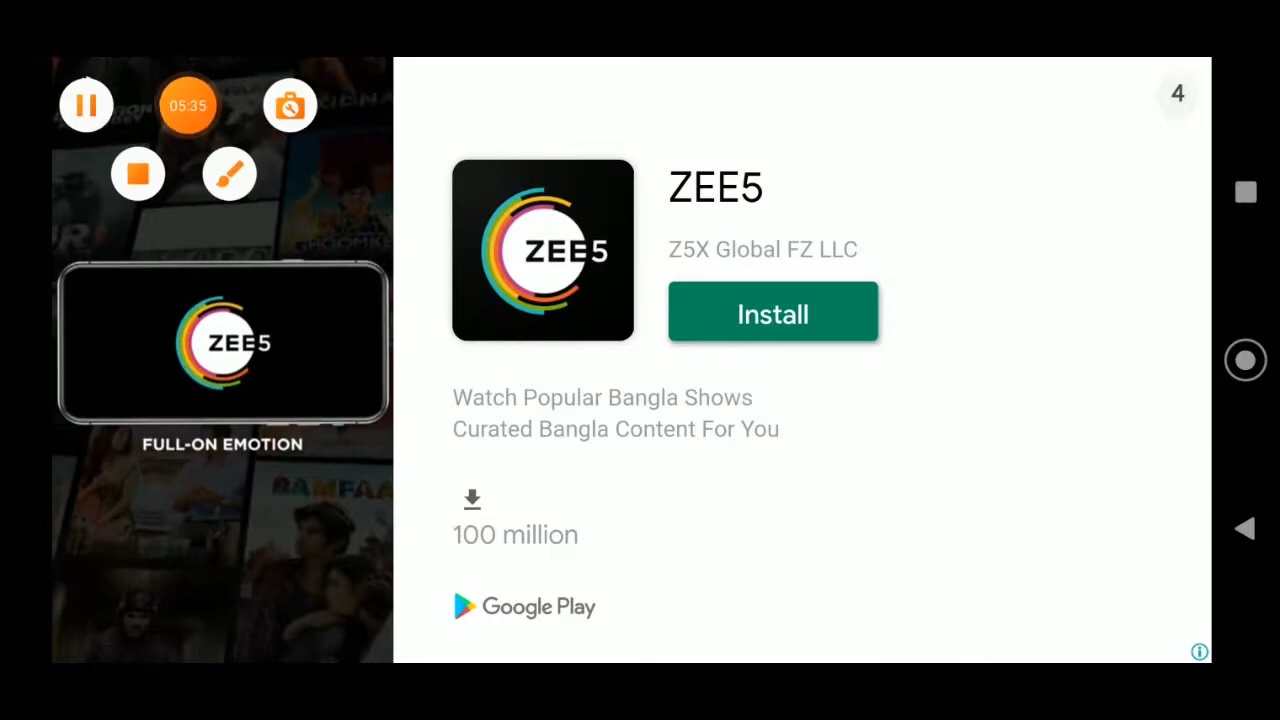 05:35
4
ZEE5
ZEE5
Z5X Global FZ LLC
Install
ZEE5
FULL-ON EMOTION
Watch Popular Bangla Shows
Curated Bangla Content For You
100 million
Google Play
BAMFAA